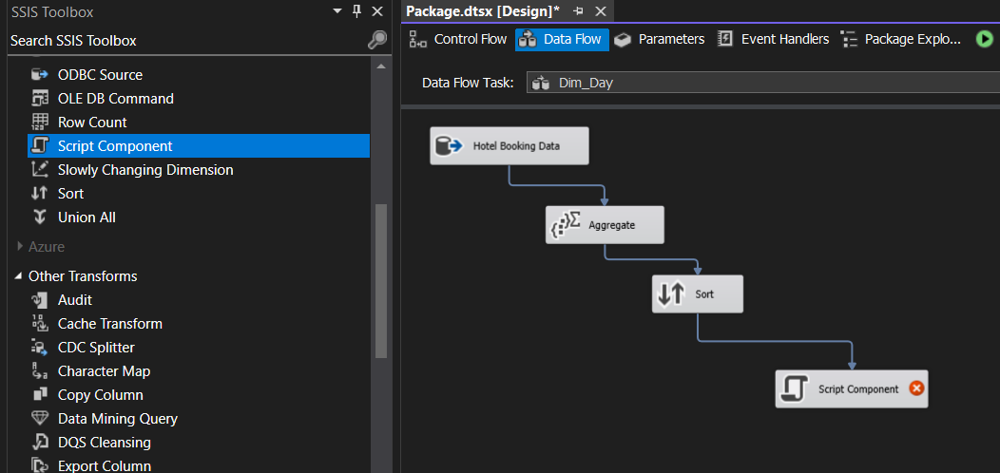 SSIS Toolbox
Search SSIS Toolbox
ODBC Source
OLE DB Command
Row Count
Script Component
Slowly Changing Dimension
Sort
Union All
Azure
Other Transforms
Audit
Cache Transform
CDC Splitter
Character Map
Copy Column
Data Mining Query
DQS Cleansing
Export Column
Package.dtsx [Design]*
Control Flow
Data Flow
Parameters
Event Handlers
Package Explo...
Data Flow Task:
Dim_Day
Hotel Booking Data
Aggregate
Sort
Script Component